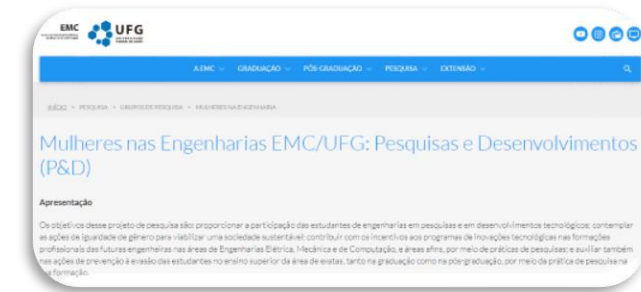 EMC
UFG
A EMC GRADUAÇÃO PÓS-GRADUAÇÃO PESQUISA EXTENSÃO
INÍCIO PESQUISA GRUPOS DE PESQUISA MULHERES NA ENGENHARIA
Mulheres nas Engenharias EMC/UFG: Pesquisas e Desenvolvimentos
(P&D)
Apresentação
Os objetivos desse projeto de pesquisa são: proporcionar a participação das estudantes de engenharias em pesquisas e em desenvolvimentos tecnológicos; contemplar
as ações de igualdade de gênero para viabilizar uma sociedade sustentável; contribuir com os incentivos aos programas de inovações tecnológicas nas formações
profissionais das futuras engenheiras nas áreas de Engenharias Elétrica, Mecânica e de Computação, e áreas afins, por meio de práticas de pesquisas; e auxiliar também
nas ações de prevenção à evasão das estudantes no ensino superior da área de exatas, tanto na graduação como na pós-graduação, por meio da prática de pesquisa na
formação.